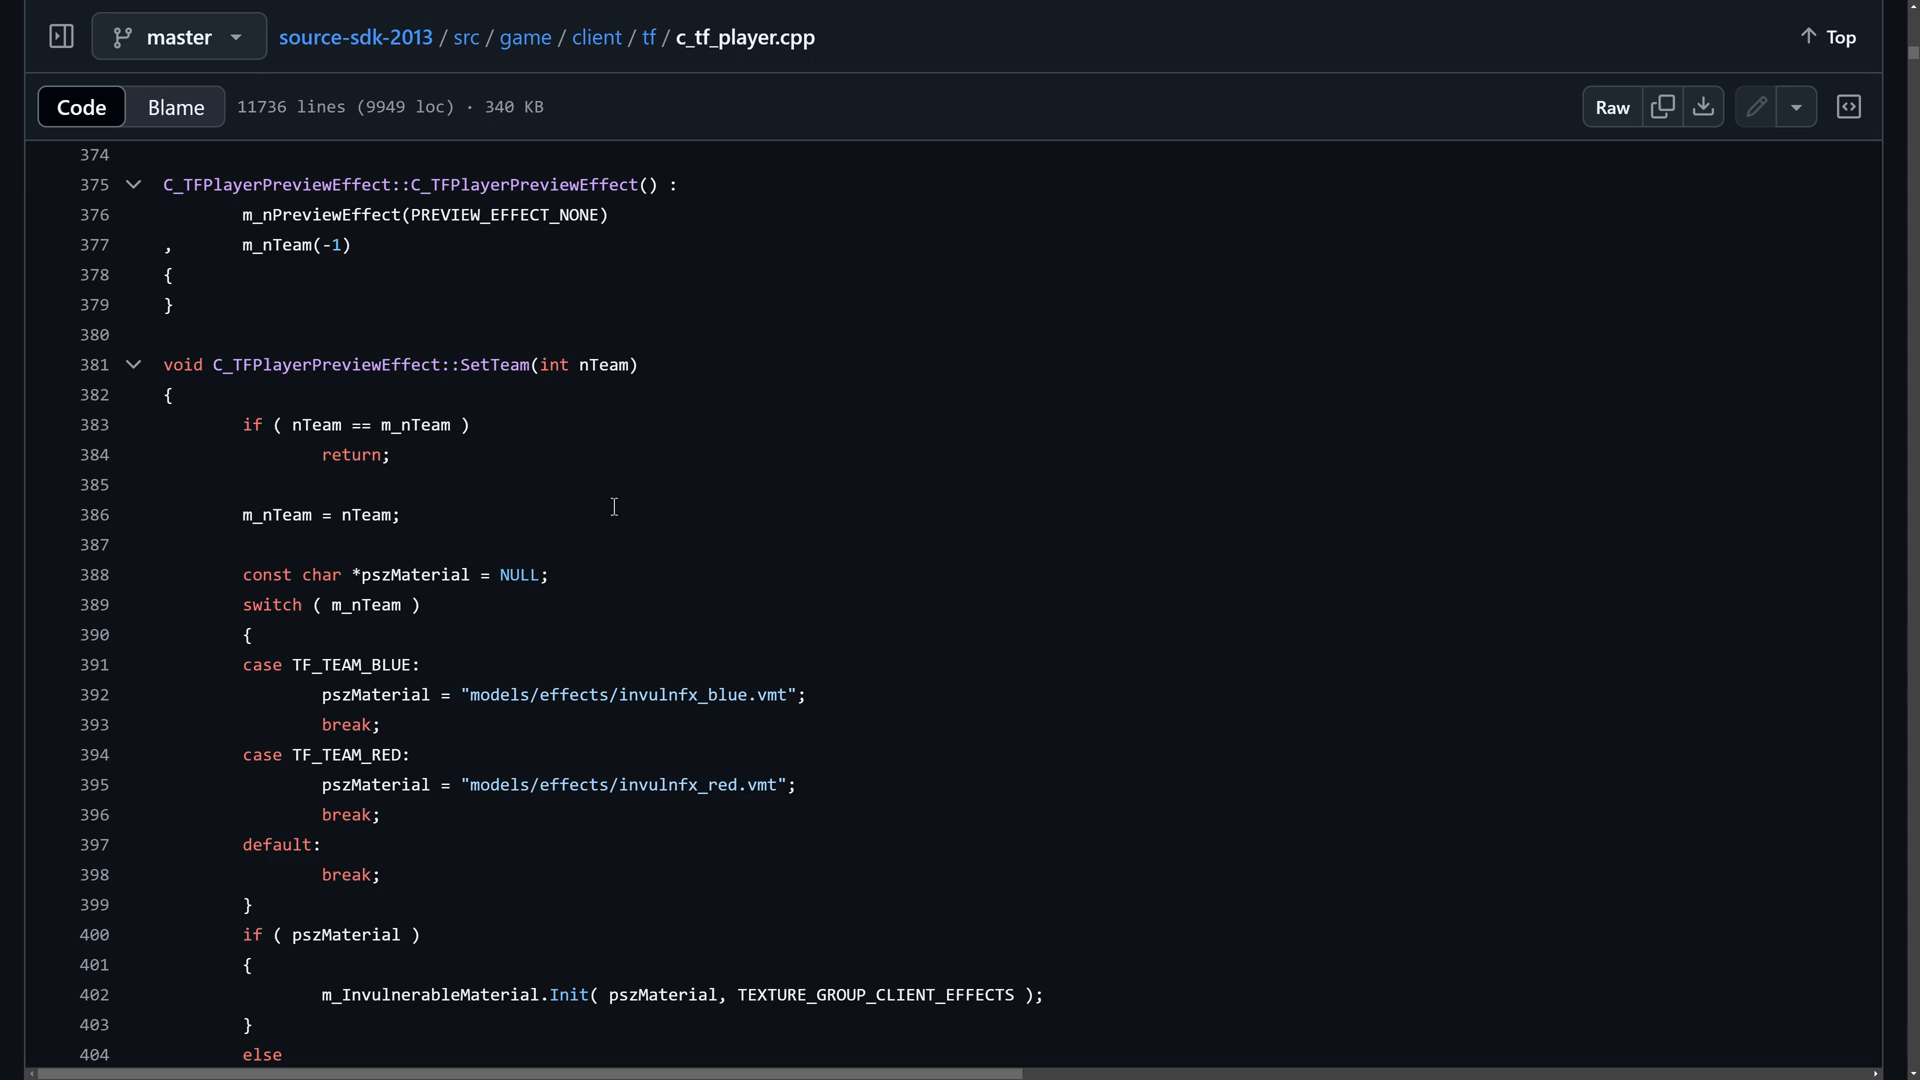 master source-sdk-2013 / src / game / client / tf / c_tf_player.cpp Top
Code Blame 11736 lines (9949 loc) · 340 KB Raw
374
375 C_TFPlayerPreviewEffect::C_TFPlayerPreviewEffect() :
376 m_nPreviewEffect(PREVIEW_EFFECT_NONE)
377 , m_nTeam(-1)
378 {
379 }
380
381 void C_TFPlayerPreviewEffect::SetTeam(int nTeam)
382 {
383 if ( nTeam == m_nTeam )
384 return;
385
386 m_nTeam = nTeam;
387
388 const char *pszMaterial = NULL;
389 switch ( m_nTeam )
390 {
391 case TF_TEAM_BLUE:
392 pszMaterial = "models/effects/invulnfx_blue.vmt";
393 break;
394 case TF_TEAM_RED:
395 pszMaterial = "models/effects/invulnfx_red.vmt";
396 break;
397 default:
398 break;
399 }
400 if ( pszMaterial )
401 {
402 m_InvulnerableMaterial.Init( pszMaterial, TEXTURE_GROUP_CLIENT_EFFECTS );
403 }
404 else